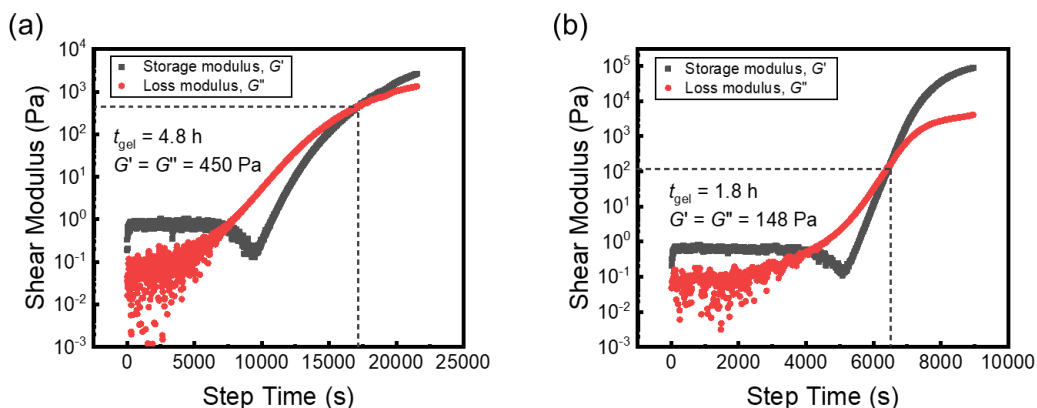 (a)
Storage modulus, G'
Loss modulus, G"
t_gel = 4.8 h
G' = G" = 450 Pa
Shear Modulus (Pa)
10^4
10^3
10^2
10^1
10^0
10^-1
10^-2
10^-3
0 5000 10000 15000 20000 25000
Step Time (s)
(b)
Storage modulus, G'
Loss modulus, G"
t_gel = 1.8 h
G' = G" = 148 Pa
Shear Modulus (Pa)
10^5
10^4
10^3
10^2
10^1
10^0
10^-1
10^-2
10^-3
0 2000 4000 6000 8000 10000
Step Time (s)